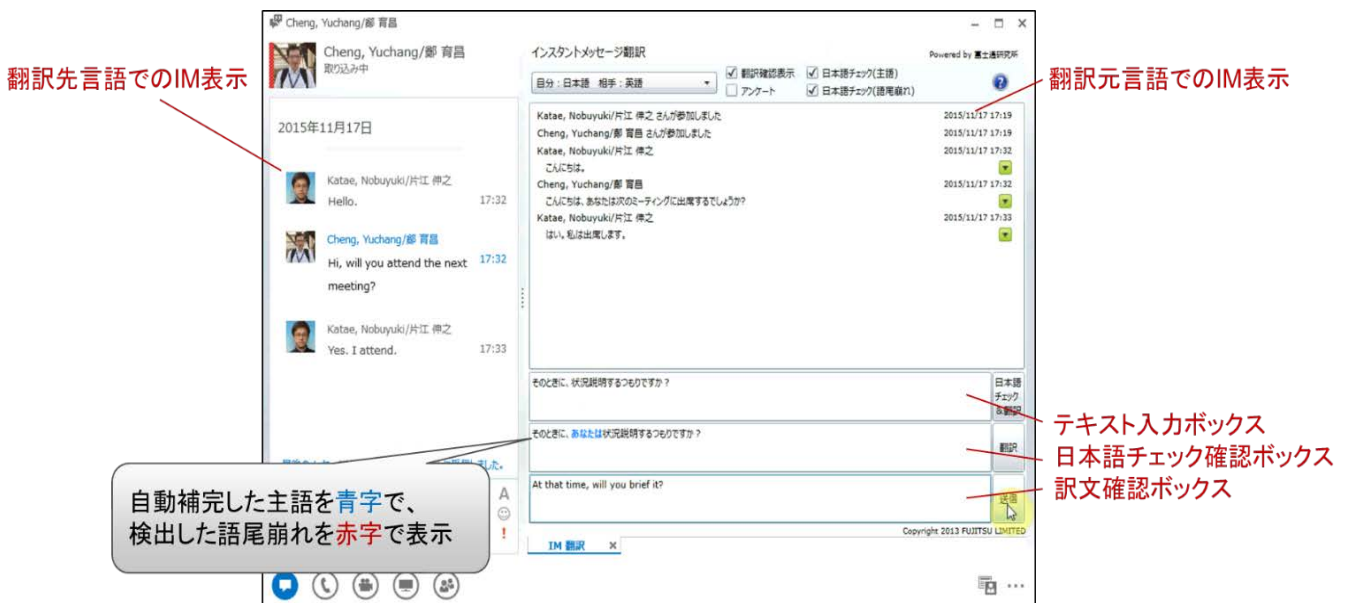 Cheng, Yuchang/鄭 育昌
Cheng, Yuchang/鄭 育昌
取り込み中
翻訳先言語でのIM表示
2015年11月17日
Katae, Nobuyuki/片江 伸之
Hello. 17:32
Cheng, Yuchang/鄭 育昌
Hi, will you attend the next 17:32
meeting?
Katae, Nobuyuki/片江 伸之
Yes. I attend. 17:33
インスタントメッセージ翻訳
Powered by 富士通研究所
自分：日本語 相手：英語
翻訳確認表示 日本語チェック(主語)
アンケート 日本語チェック(語尾崩れ)
翻訳元言語でのIM表示
Katae, Nobuyuki/片江 伸之 さんが参加しました 2015/11/17 17:19
Cheng, Yuchang/鄭 育昌 さんが参加しました 2015/11/17 17:19
Katae, Nobuyuki/片江 伸之 2015/11/17 17:32
こんにちは。
Cheng, Yuchang/鄭 育昌 2015/11/17 17:32
こんにちは、あなたは次のミーティングに出席するでしょうか?
Katae, Nobuyuki/片江 伸之 2015/11/17 17:33
はい。私は出席します。
そのときに、状況説明するつもりですか？
日本語
チェック
&翻訳
テキスト入力ボックス
そのときに、あなたは状況説明するつもりですか？
翻訳
日本語チェック確認ボックス
At that time, will you brief it?
送信
訳文確認ボックス
ました。
自動補完した主語を青字で、
検出した語尾崩れを赤字で表示
A
!
Copyright 2013 FUJITSU LIMITED
IM 翻訳 ×